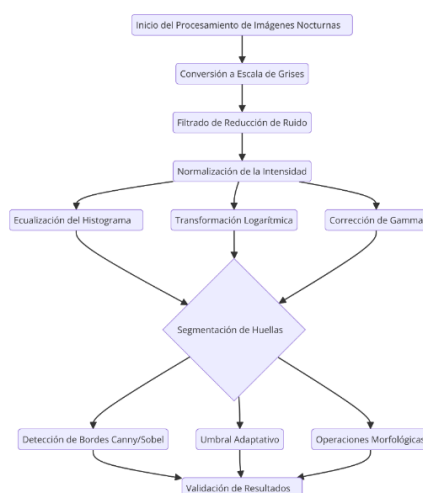 Inicio del Procesamiento de Imágenes Nocturnas
Conversión a Escala de Grises
Filtrado de Reducción de Ruido
Normalización de la Intensidad
Ecualización del Histograma
Transformación Logarítmica
Corrección de Gamma
Segmentación de Huellas
Detección de Bordes Canny/Sobel
Umbral Adaptativo
Operaciones Morfológicas
Validación de Resultados